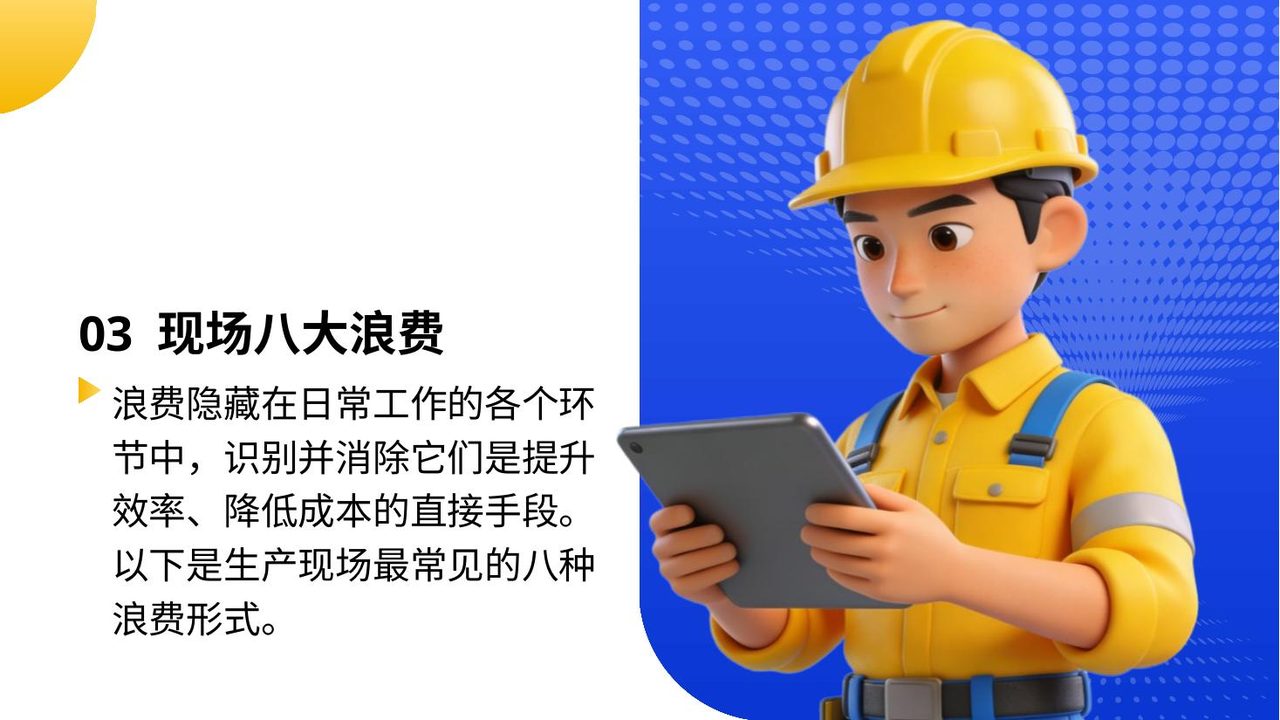 03 现场八大浪费
浪费隐藏在日常工作的各个环
节中，识别并消除它们是提升
效率、降低成本的直接手段。
以下是生产现场最常见的八种
浪费形式。